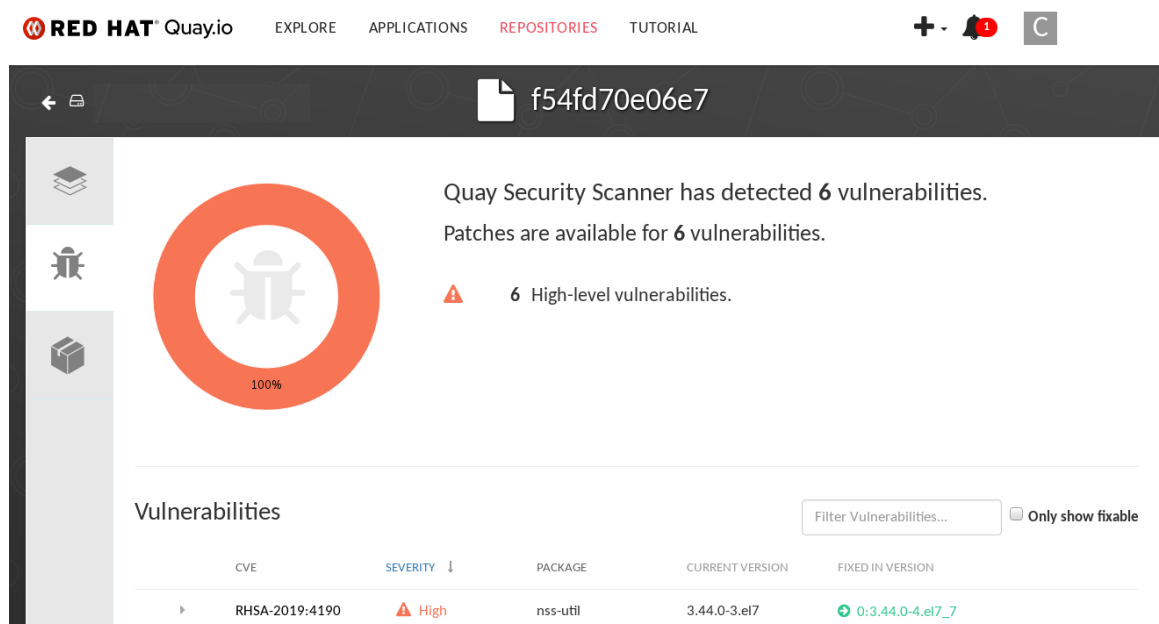 RED HAT® Quay.io EXPLORE APPLICATIONS REPOSITORIES TUTORIAL 1 C
f54fd70e06e7
Quay Security Scanner has detected 6 vulnerabilities.
Patches are available for 6 vulnerabilities.
6 High-level vulnerabilities.
100%
Vulnerabilities Filter Vulnerabilities... Only show fixable
CVE SEVERITY ↓ PACKAGE CURRENT VERSION FIXED IN VERSION
RHSA-2019:4190 High nss-util 3.44.0-3.el7 0:3.44.0-4.el7_7